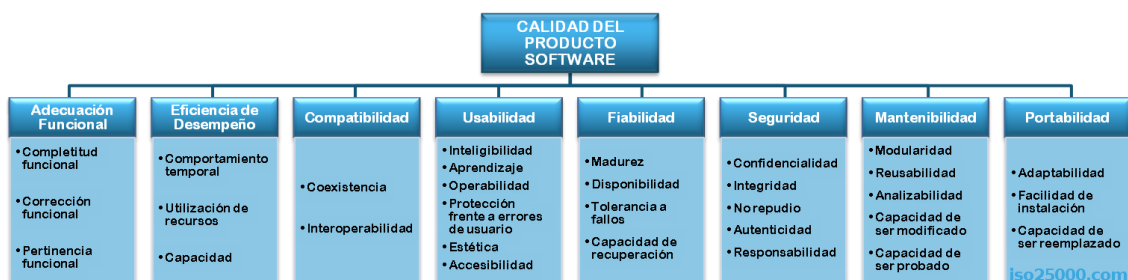 CALIDAD DEL
PRODUCTO
SOFTWARE
Adecuación
Funcional
• Completitud
funcional
• Corrección
funcional
• Pertinencia
funcional
Eficiencia de
Desempeño
• Comportamiento
temporal
• Utilización de
recursos
• Capacidad
Compatibilidad
• Coexistencia
• Interoperabilidad
Usabilidad
• Inteligibilidad
• Aprendizaje
• Operabilidad
• Protección
frente a errores
de usuario
• Estética
• Accesibilidad
Fiabilidad
• Madurez
• Disponibilidad
• Tolerancia a
fallos
• Capacidad de
recuperación
Seguridad
• Confidencialidad
• Integridad
• No repudio
• Autenticidad
• Responsabilidad
Mantenibilidad
• Modularidad
• Reusabilidad
• Analizabilidad
• Capacidad de
ser modificado
• Capacidad de
ser probado
Portabilidad
• Adaptabilidad
• Facilidad de
instalación
• Capacidad de
ser reemplazado
iso25000.com